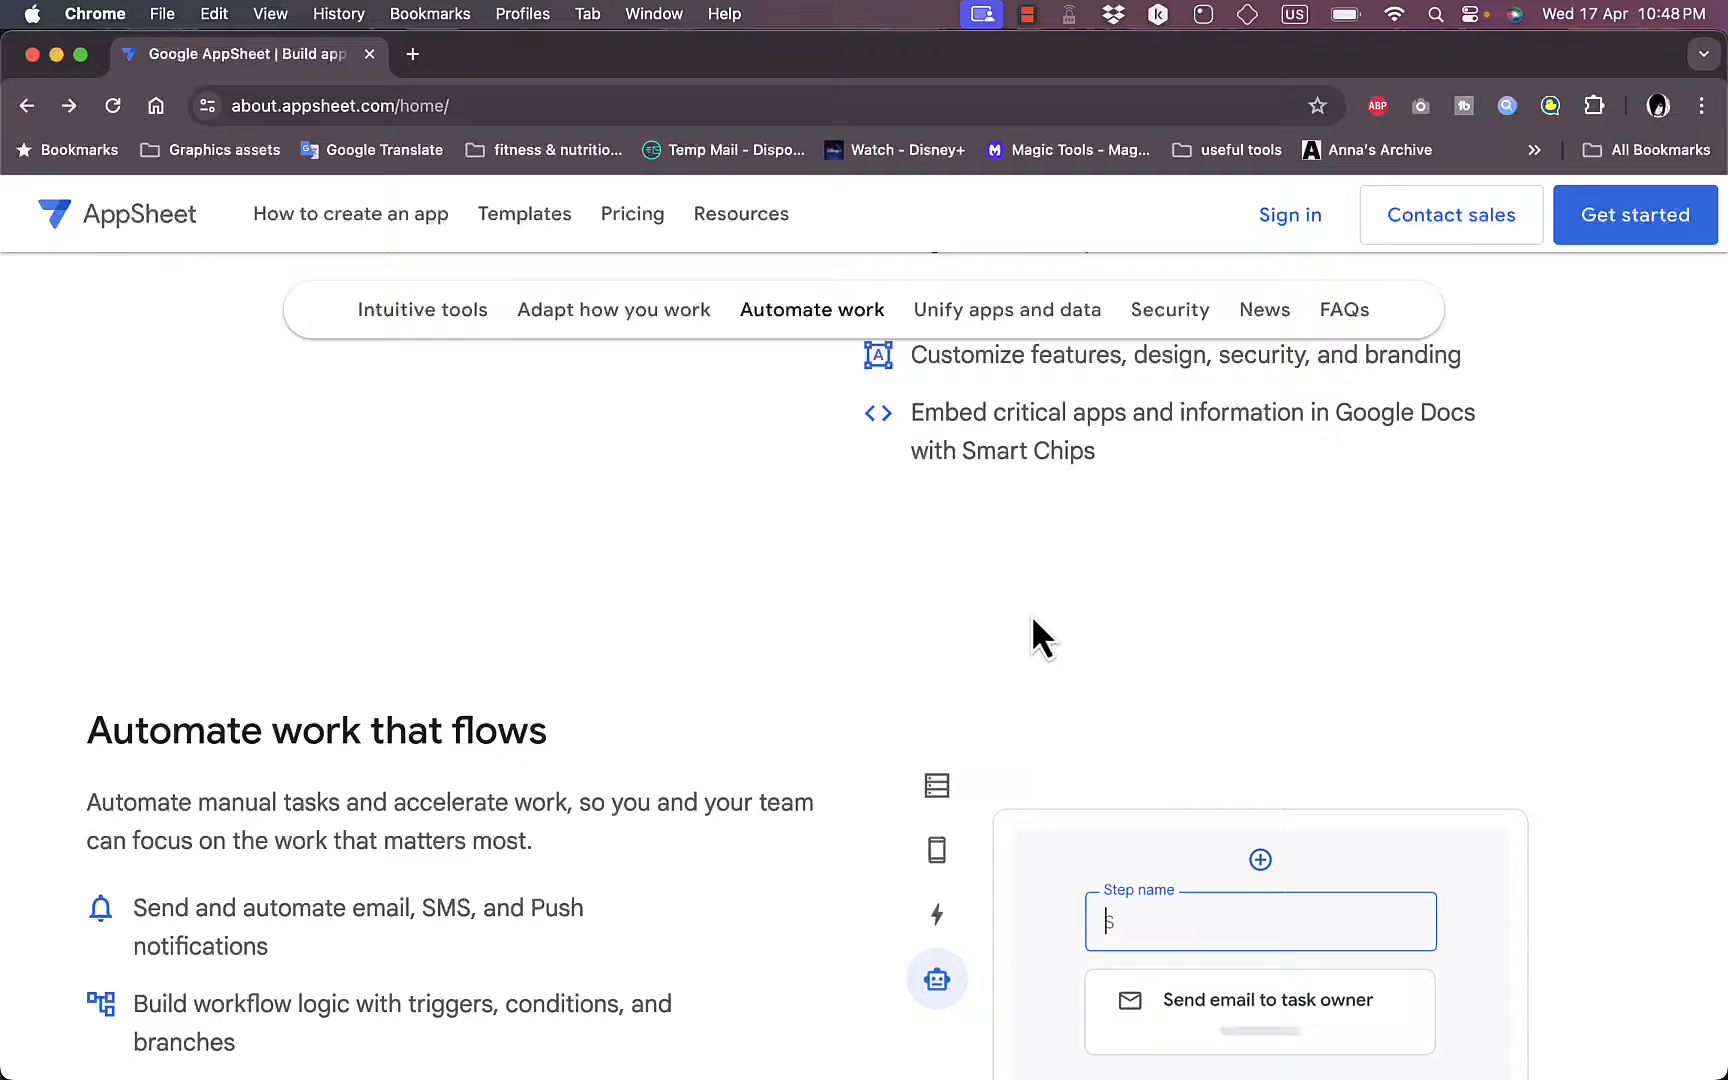 Chrome File Edit View History Bookmarks Profiles Tab Window Help US Wed 17 Apr 10:48 PM
Google AppSheet | Build app
about.appsheet.com/home/ ABP
Bookmarks Graphics assets Google Translate fitness & nutritio... Temp Mail - Dispo... Watch - Disney+ Magic Tools - Mag... useful tools Anna's Archive All Bookmarks
AppSheet How to create an app Templates Pricing Resources Sign in Contact sales Get started
Intuitive tools Adapt how you work Automate work Unify apps and data Security News FAQs
Customize features, design, security, and branding
Embed critical apps and information in Google Docs
with Smart Chips
Automate work that flows
Automate manual tasks and accelerate work, so you and your team
can focus on the work that matters most.
Send and automate email, SMS, and Push
notifications
Build workflow logic with triggers, conditions, and
branches
Step name
S
Send email to task owner